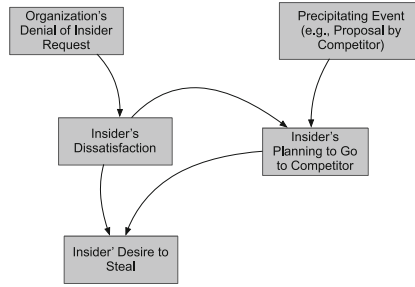 Organization's
Denial of Insider
Request
Precipitating Event
(e.g., Proposal by
Competitor)
Insider's
Dissatisfaction
Insider's
Planning to Go
to Competitor
Insider' Desire to
Steal